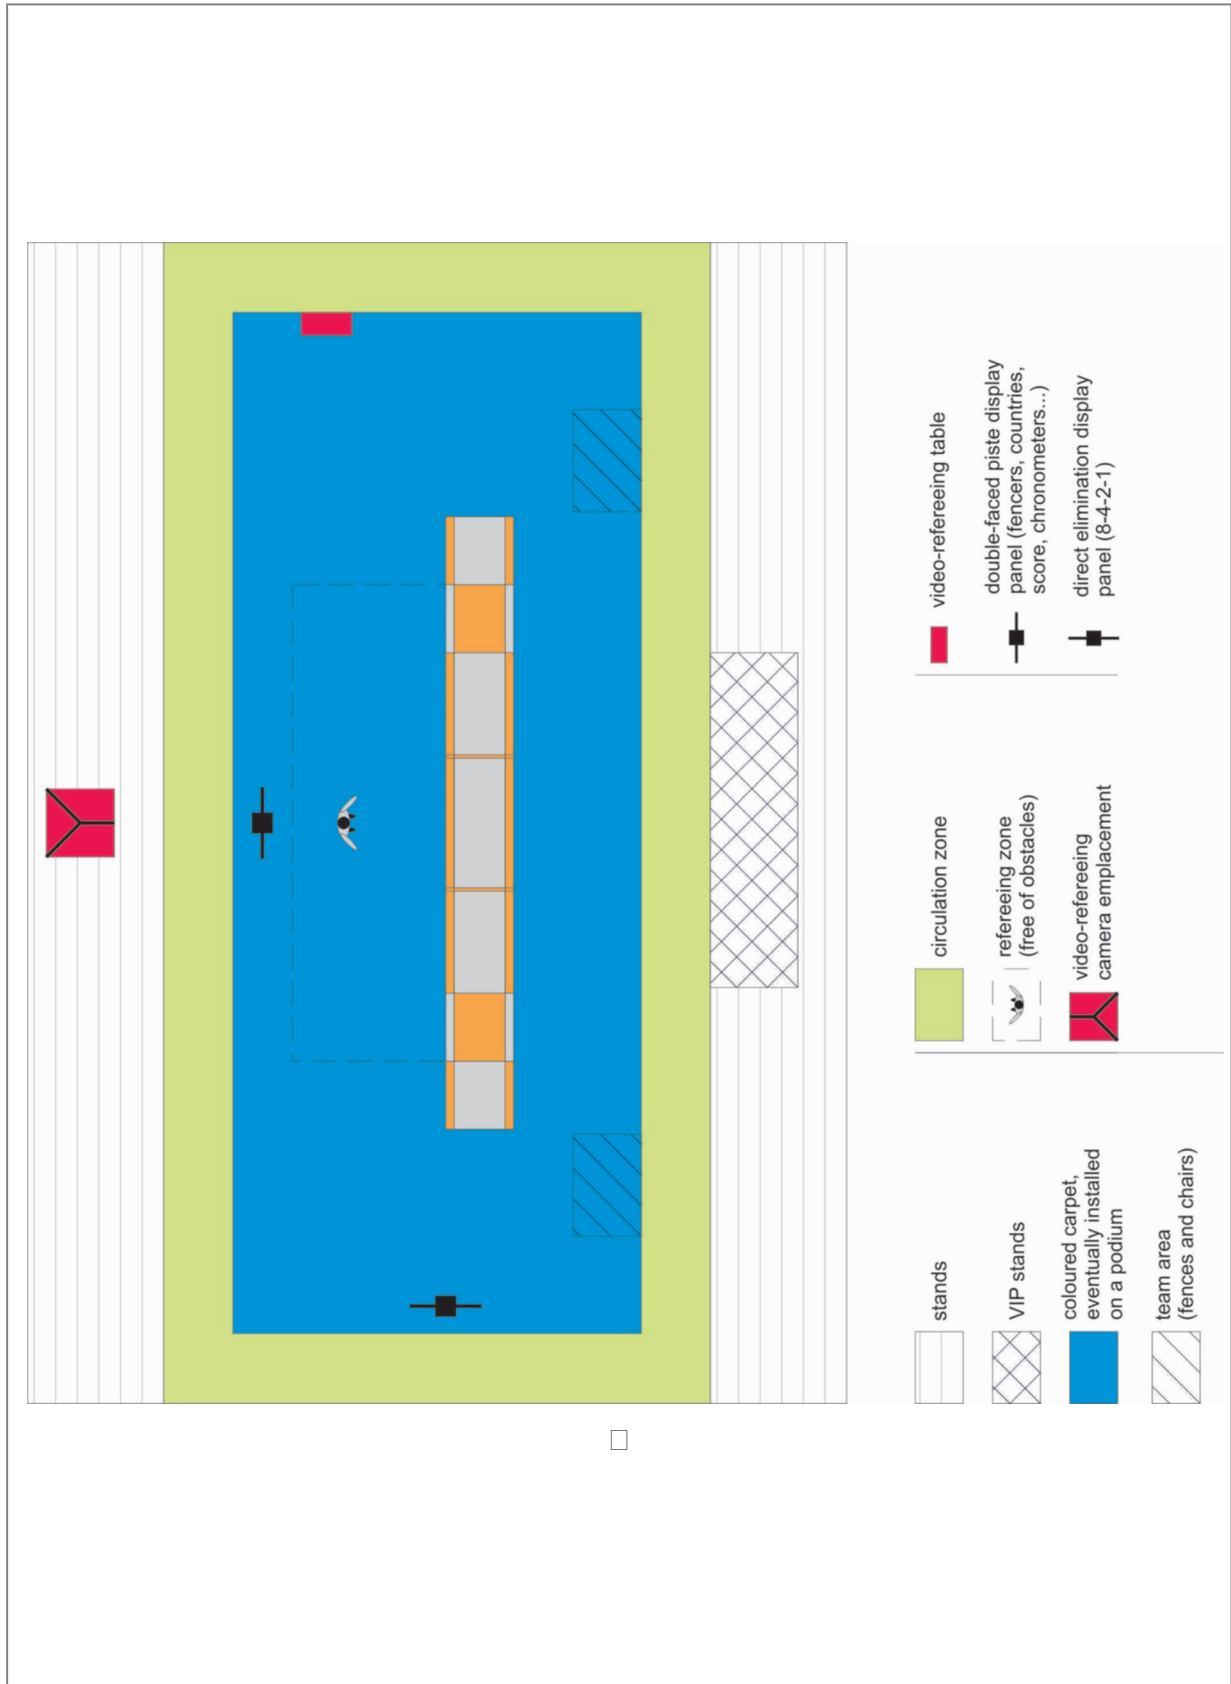 stands
VIP stands
coloured carpet,
eventually installed
on a podium
team area
(fences and chairs)
circulation zone
refereeing zone
(free of obstacles)
video-refereeing
camera emplacement
video-refereeing table
double-faced piste display
panel (fencers, countries,
score, chronometers...)
direct elimination display
panel (8-4-2-1)